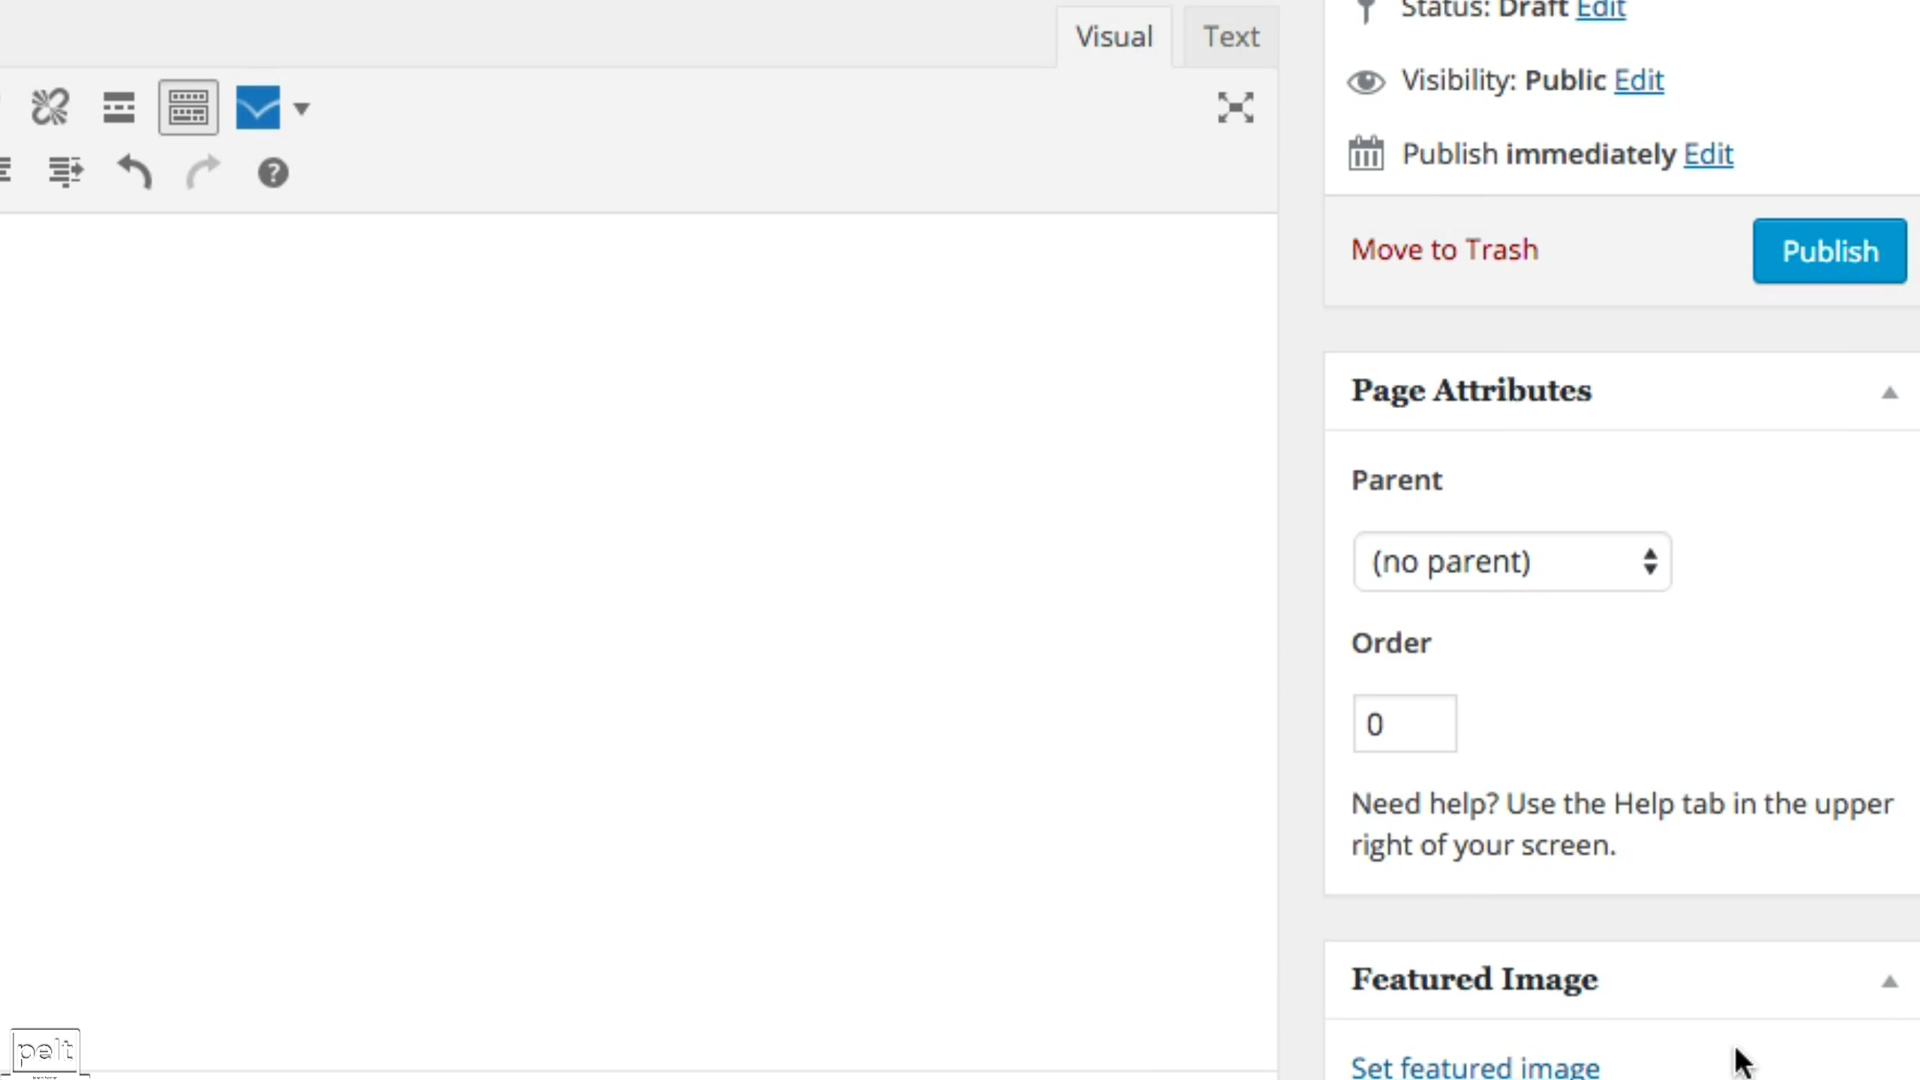 Visual
Text
Status: Draft Edit
Visibility: Public Edit
Publish immediately Edit
Move to Trash
Publish
Page Attributes
Parent
(no parent)
Order
0
Need help? Use the Help tab in the upper
right of your screen.
Featured Image
Set featured image
pelt